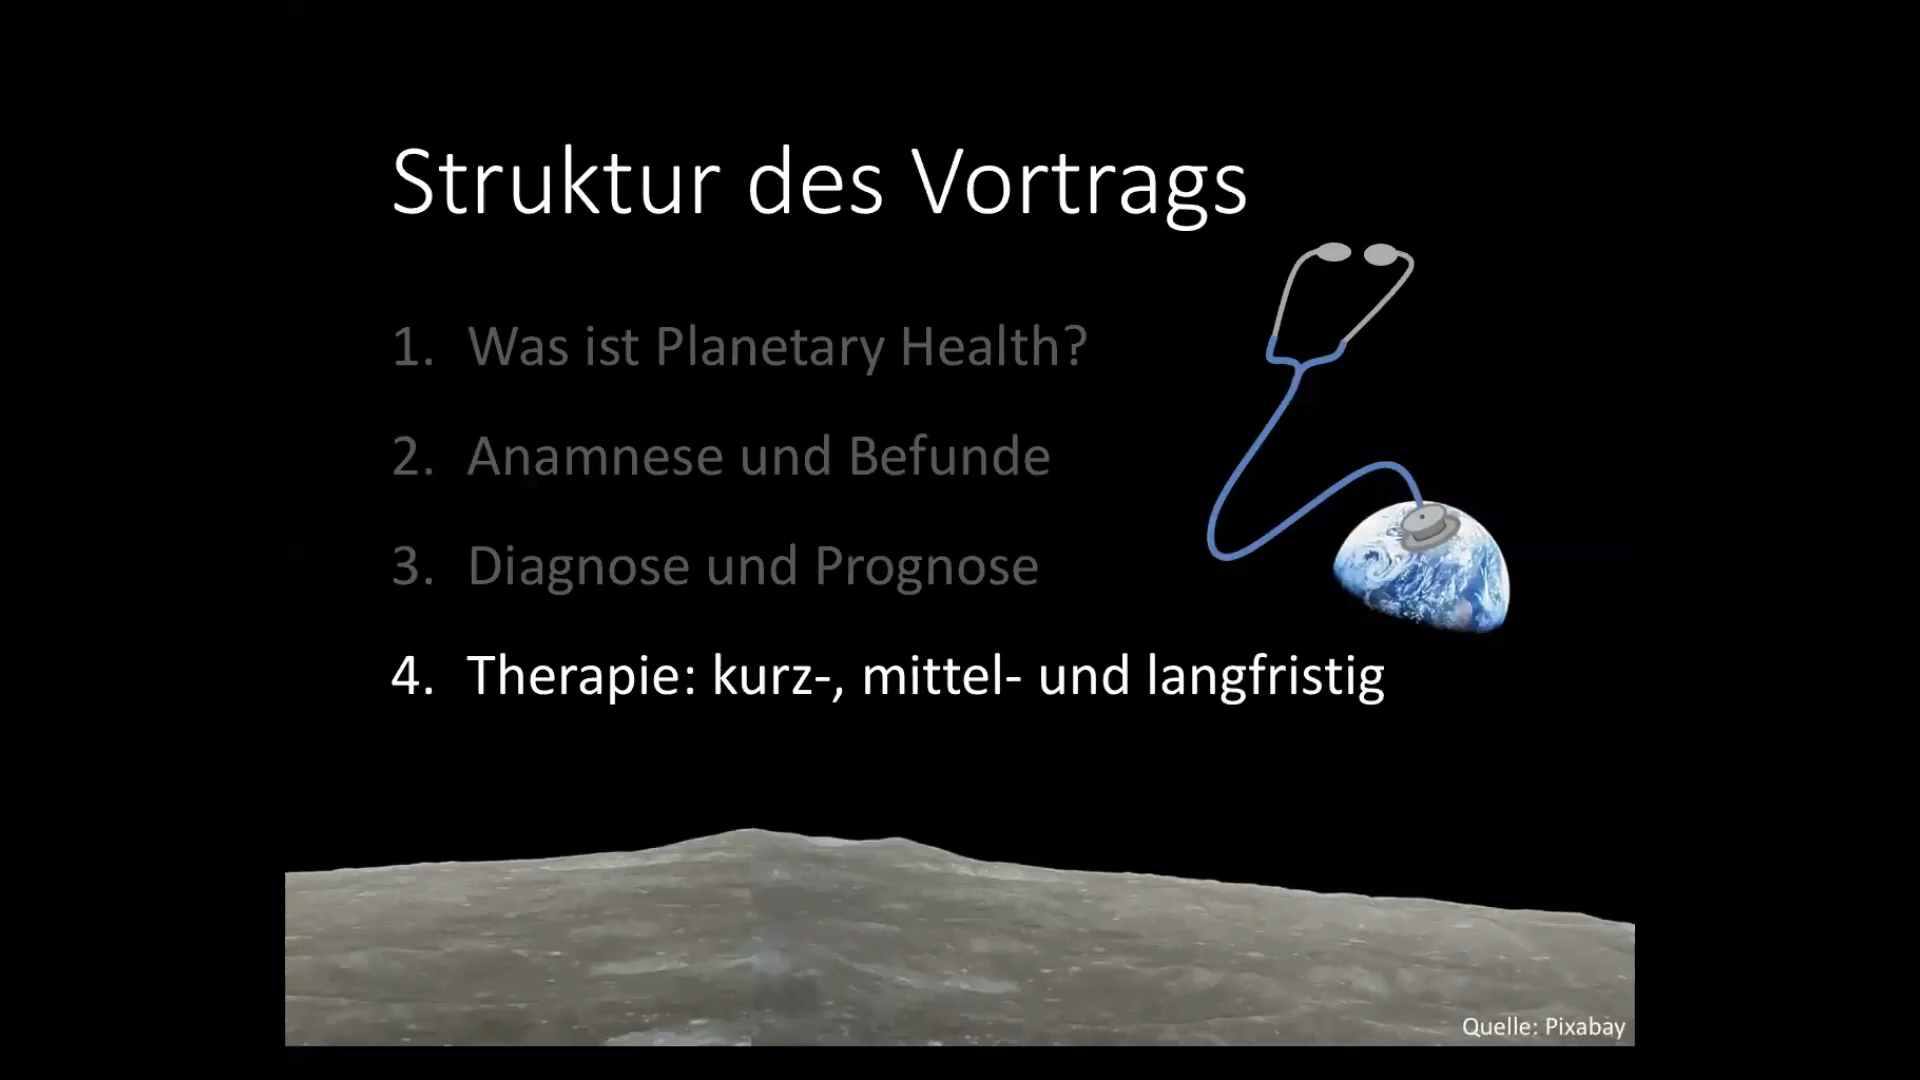 Struktur des Vortrags
1. Was ist Planetary Health?
2. Anamnese und Befunde
3. Diagnose und Prognose
4. Therapie: kurz-, mittel- und langfristig
Quelle: Pixabay